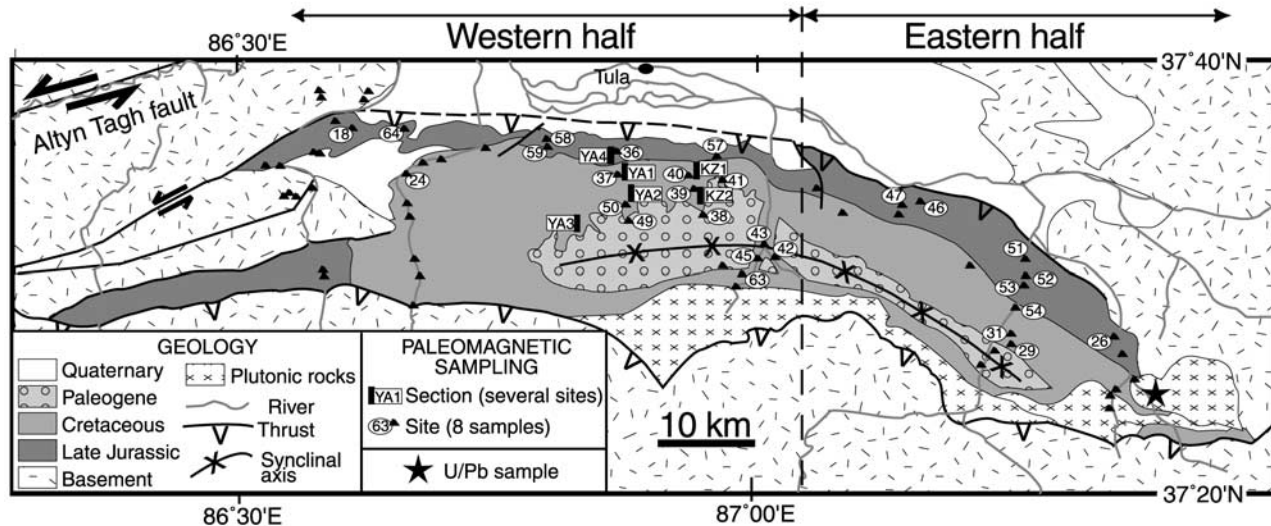 Western half
Eastern half
86°30'E
37°40'N
Tula
Altyn Tagh fault
18
64
58
59
YA4
36
57
37
YA1
40
KZ1
24
41
YA2
39
KZ2
47
46
50
YA3
49
38
43
42
51
45
52
63
53
54
31
29
26
GEOLOGY
Quaternary
Paleogene
Cretaceous
Late Jurassic
Basement
Plutonic rocks
River
Thrust
Synclinal
axis
PALEOMAGNETIC
SAMPLING
YA1 Section (several sites)
63 Site (8 samples)
U/Pb sample
10 km
86°30'E
87°00'E
37°20'N